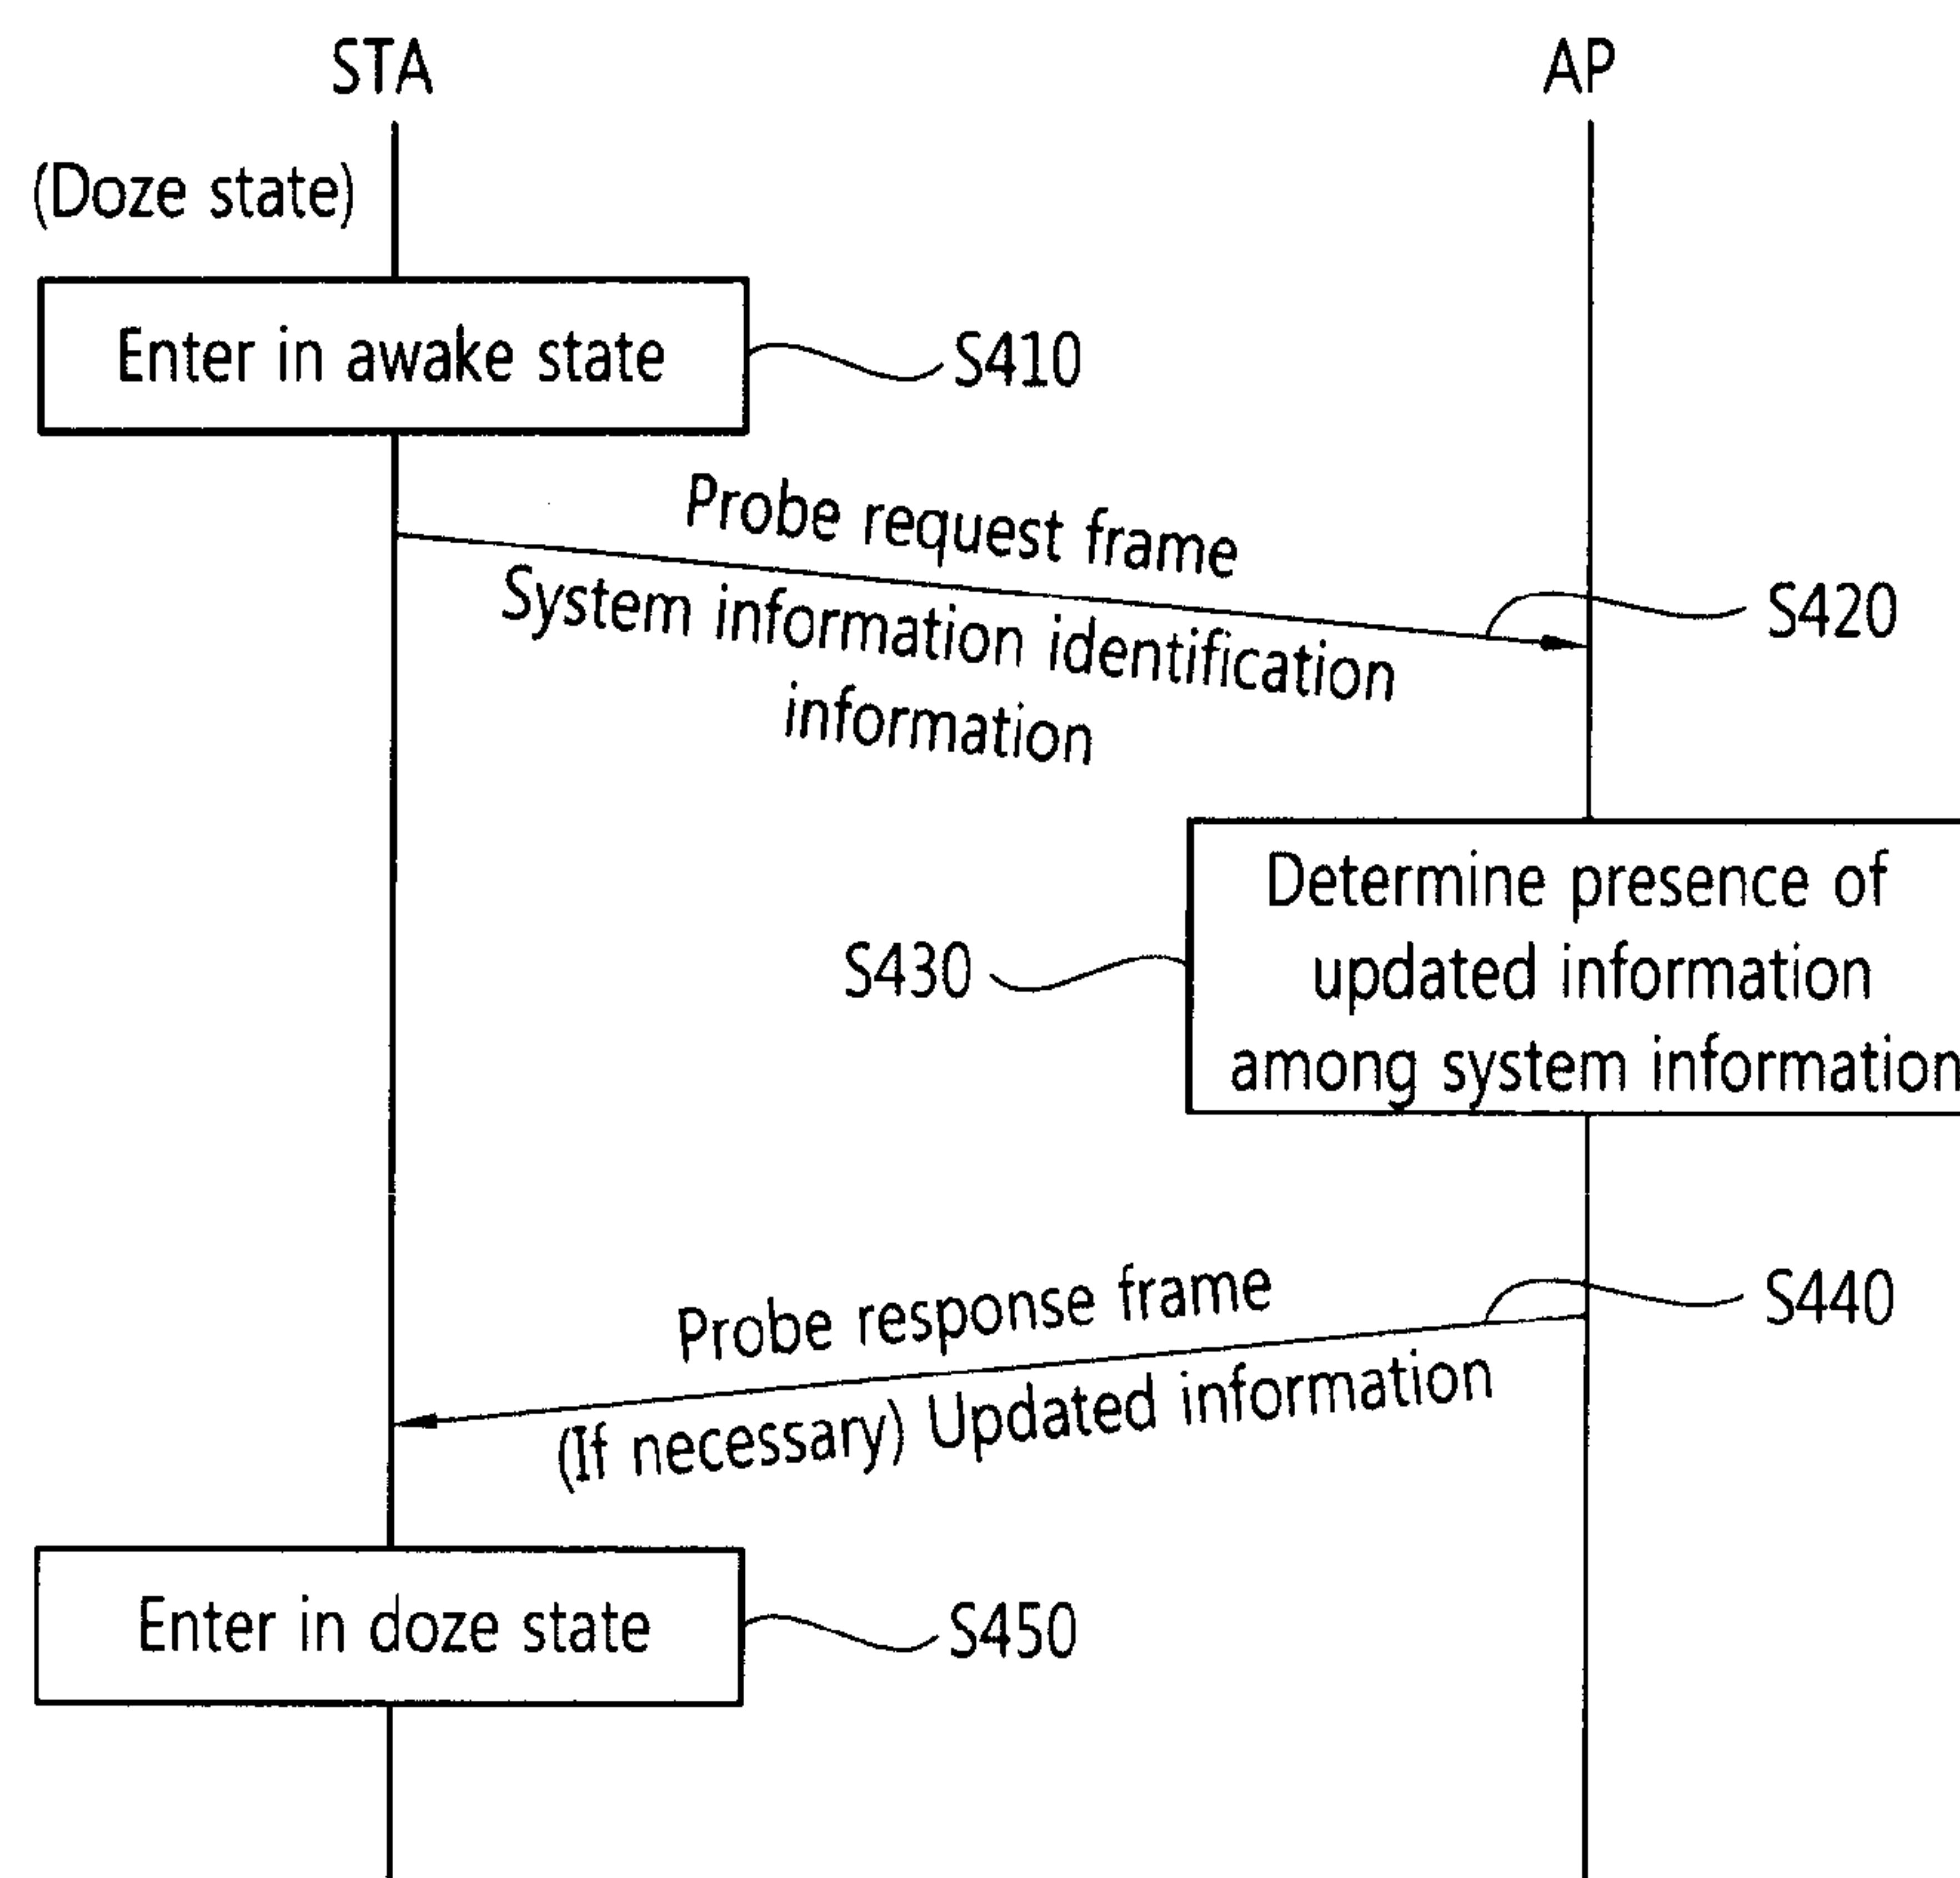 STA
AP
(Doze state)
Enter in awake state
S410
Probe request frame
System information identification
information
S420
Determine presence of
updated information
among system information
S430
Probe response frame
(If necessary) Updated information
S440
Enter in doze state
S450